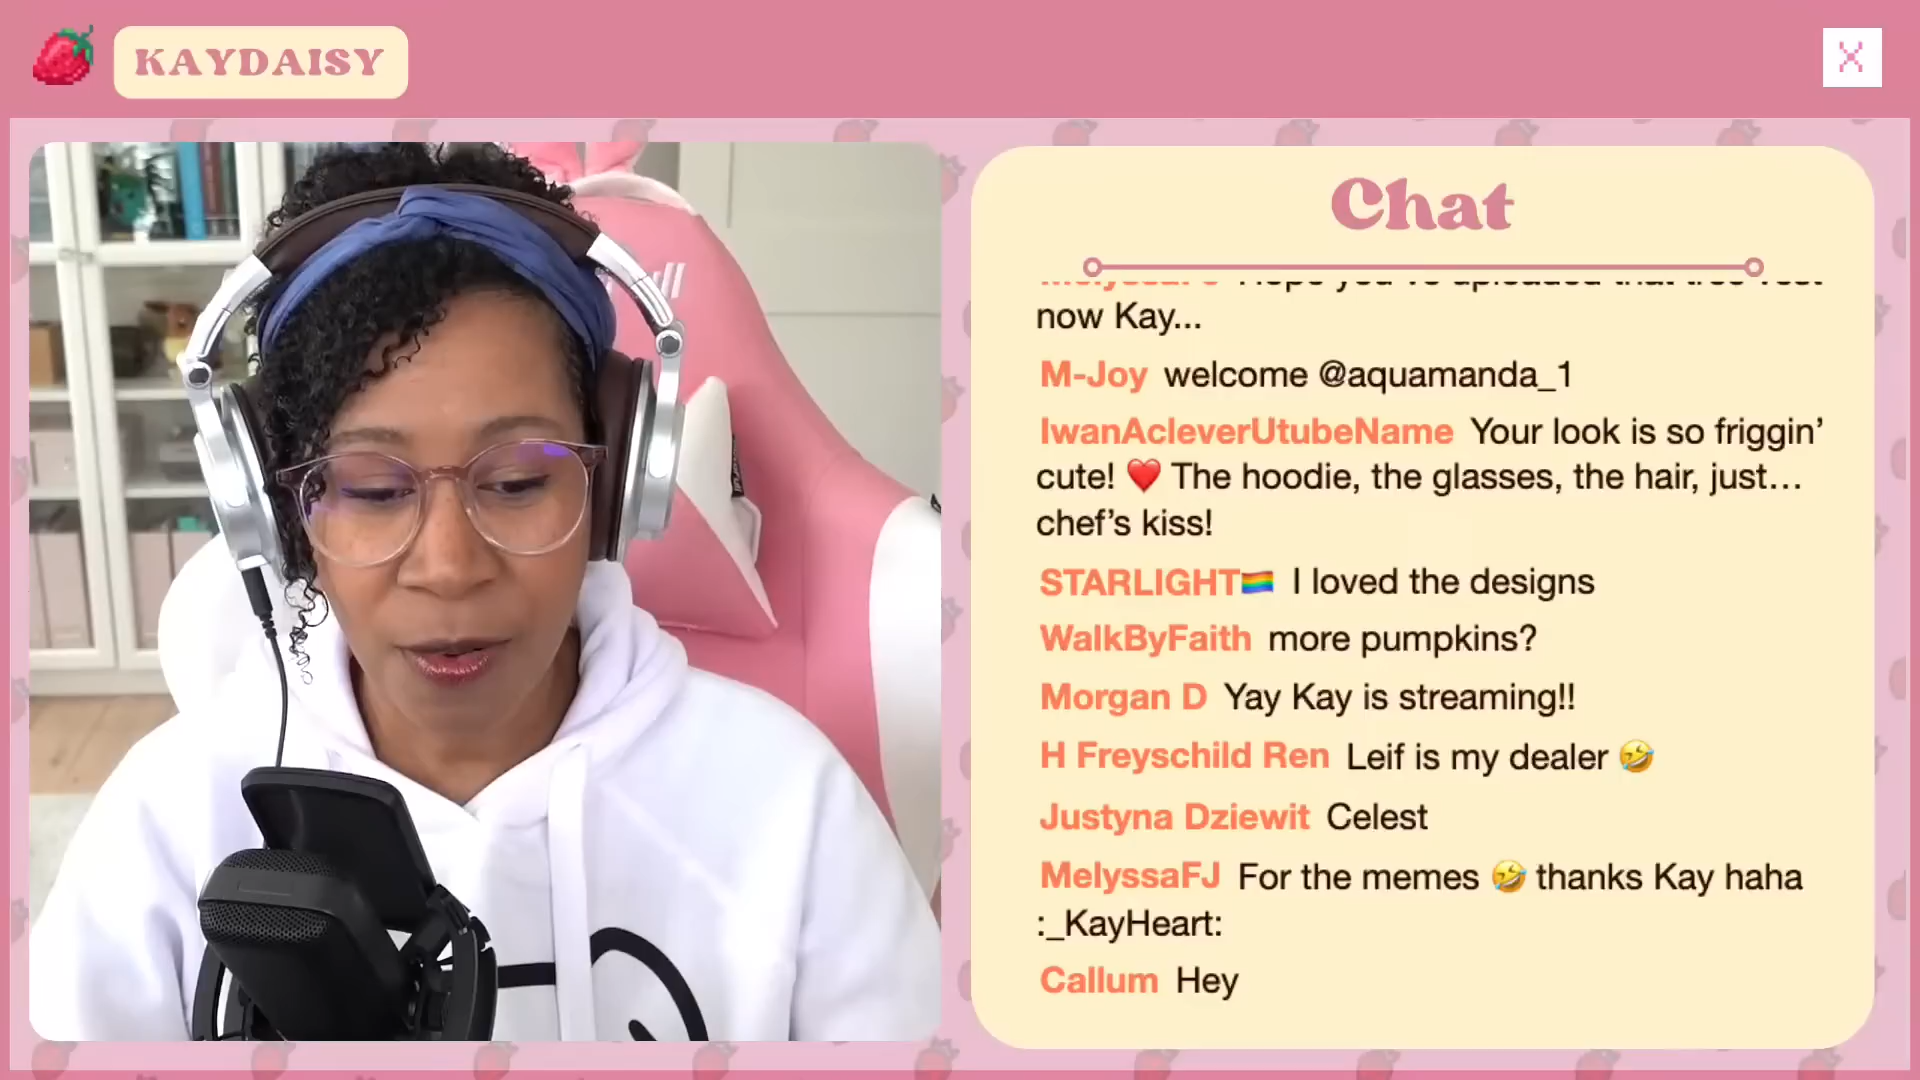 KAYDAISY
Chat
now Kay...
M-Joy welcome @aquamanda_1
IwanAcleverUtubeName Your look is so friggin’
cute! ❤️ The hoodie, the glasses, the hair, just…
chef’s kiss!
STARLIGHT🏳️‍🌈 I loved the designs
WalkByFaith more pumpkins?
Morgan D Yay Kay is streaming!!
H Freyschild Ren Leif is my dealer 🤣
Justyna Dziewit Celest
MelyssaFJ For the memes 🤣 thanks Kay haha
:_KayHeart:
Callum Hey